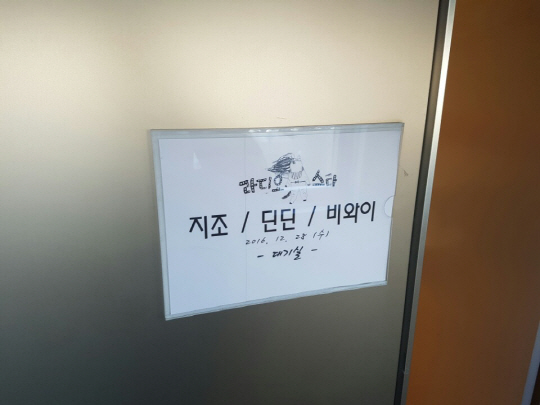 라디오스타
지조 / 딘딘 / 비와이
2016. 12. 28 (수)
- 대기실 -